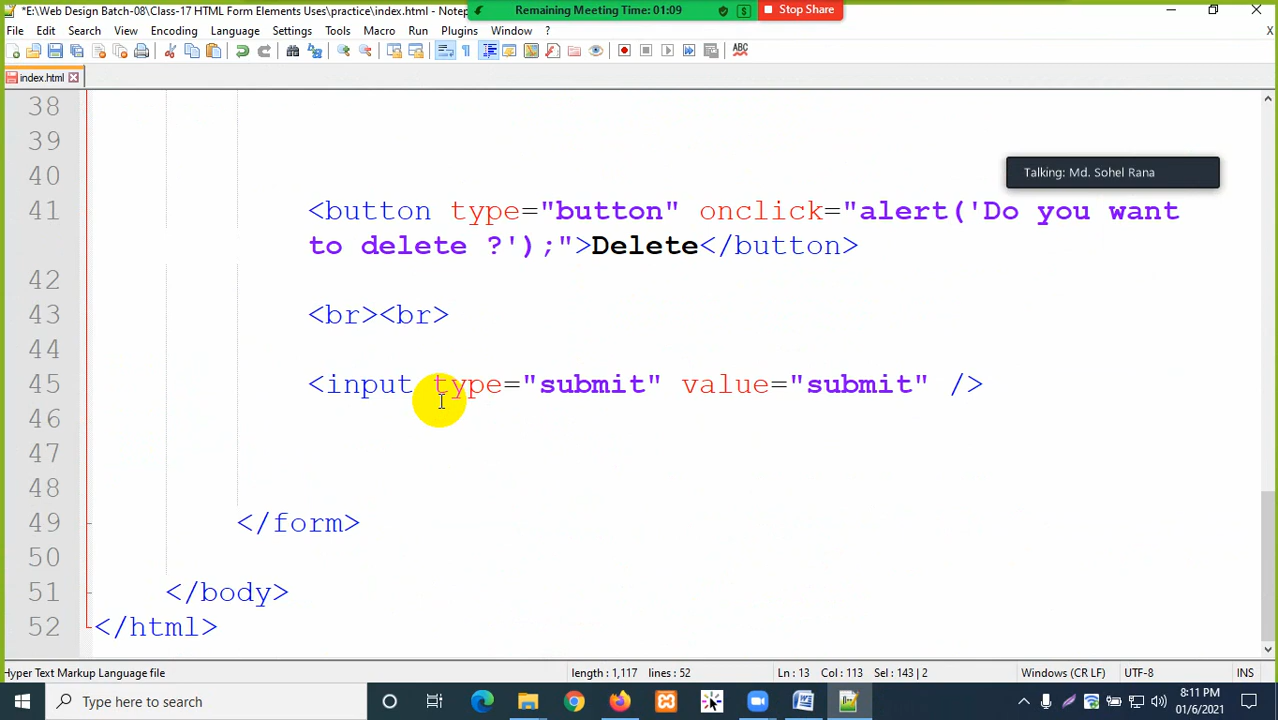 *E:\Web Design Batch-08\Class-17 HTML Form Elements Uses\practice\index.html - Notep
Remaining Meeting Time: 01:09
Stop Share
File Edit Search View Encoding Language Settings Tools Macro Run Plugins Window ? X
ABC
index.html
Talking: Md. Sohel Rana
38
39
40
41 <button type="button" onclick="alert('Do you want
to delete ?');">Delete</button>
42
43 <br><br>
44
45 <input type="submit" value="submit" />
46
47
48
49 </form>
50
51 </body>
52 </html>
Hyper Text Markup Language file length : 1,117 lines : 52 Ln : 13 Col : 113 Sel : 143 | 2 Windows (CR LF) UTF-8 INS
Type here to search
8:11 PM
01/6/2021